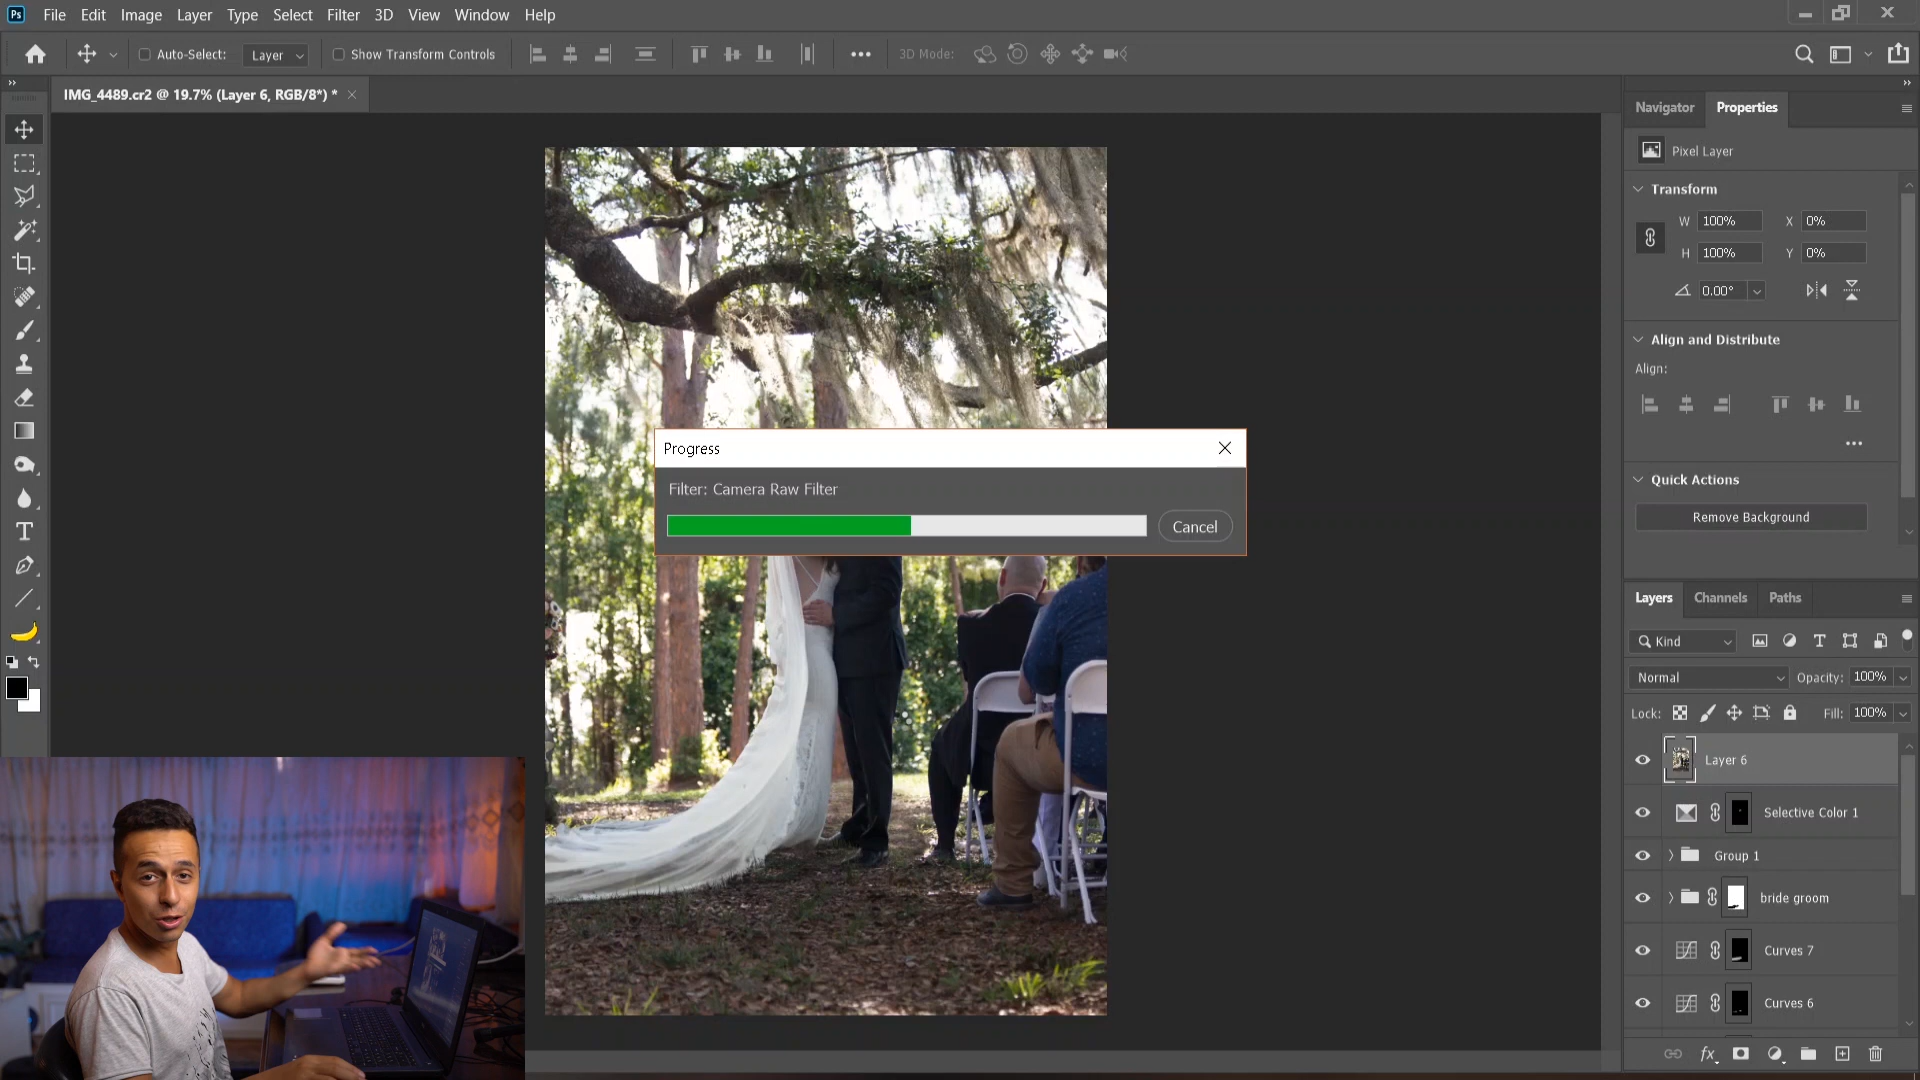 Ps File Edit Image Layer Type Select Filter 3D View Window Help
Auto-Select: Layer Show Transform Controls 3D Mode:
IMG_4489.cr2 @ 19.7% (Layer 6, RGB/8*) *
Navigator Properties
Pixel Layer
Transform
W 100% X 0%
H 100% Y 0%
0.00°
Align and Distribute
Align:
Progress
Filter: Camera Raw Filter
Cancel
Quick Actions
Remove Background
Layers Channels Paths
Kind
Normal Opacity: 100%
Lock: Fill: 100%
Layer 6
Selective Color 1
Group 1
bride groom
Curves 7
Curves 6
fx